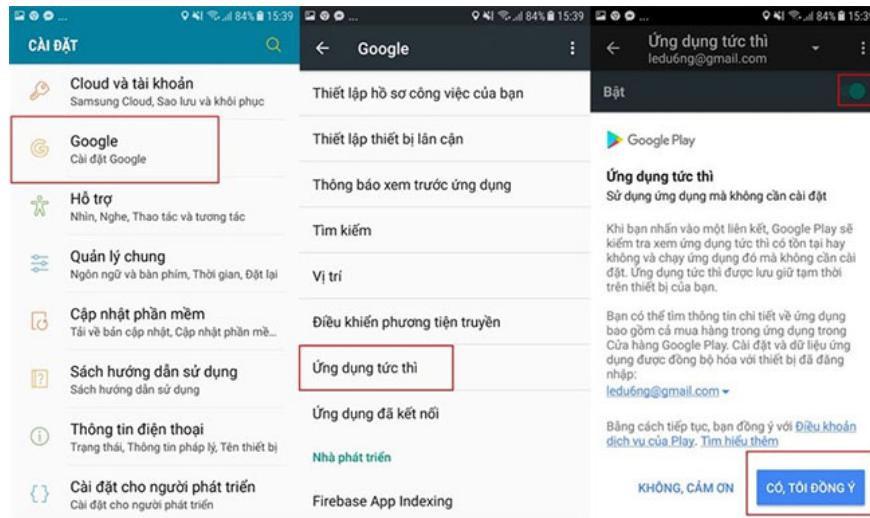 ... 84% 15:39
CÀI ĐẶT
Cloud và tài khoản
Samsung Cloud, Sao lưu và khôi phục
Google
Cài đặt Google
Hỗ trợ
Nhìn, Nghe, Thao tác và tương tác
Quản lý chung
Ngôn ngữ và bàn phím, Thời gian, Đặt lại
Cập nhật phần mềm
Tải về bản cập nhật, Cập nhật phần mề...
Sách hướng dẫn sử dụng
Sách hướng dẫn sử dụng
Thông tin điện thoại
Trạng thái, Thông tin pháp lý, Tên thiết bị
Cài đặt cho người phát triển
Cài đặt cho người phát triển
... 84% 15:39
Google
Thiết lập hồ sơ công việc của bạn
Thiết lập thiết bị lân cận
Thông báo xem trước ứng dụng
Tìm kiếm
Vị trí
Điều khiển phương tiện truyền
Ứng dụng tức thì
Ứng dụng đã kết nối
Nhà phát triển
Firebase App Indexing
... 84% 15:39
Ứng dụng tức thì
ledu6ng@gmail.com
Bật
Google Play
Ứng dụng tức thì
Sử dụng ứng dụng mà không cần cài đặt
Khi bạn nhấn vào một liên kết, Google Play sẽ
kiểm tra xem ứng dụng tức thì có tồn tại hay
không và chạy ứng dụng đó mà không cần cài
đặt. Ứng dụng tức thì được lưu giữ tạm thời
trên thiết bị của bạn.
Bạn có thể tìm thông tin chi tiết về ứng dụng
bao gồm cả mua hàng trong ứng dụng trong
Cửa hàng Google Play. Cài đặt và dữ liệu ứng
dụng được đồng bộ hóa với thiết bị đã đăng
nhập:
ledu6ng@gmail.com
Bằng cách tiếp tục, bạn đồng ý với Điều khoản
dịch vụ của Play. Tìm hiểu thêm
KHÔNG, CẢM ƠN
CÓ, TÔI ĐỒNG Ý